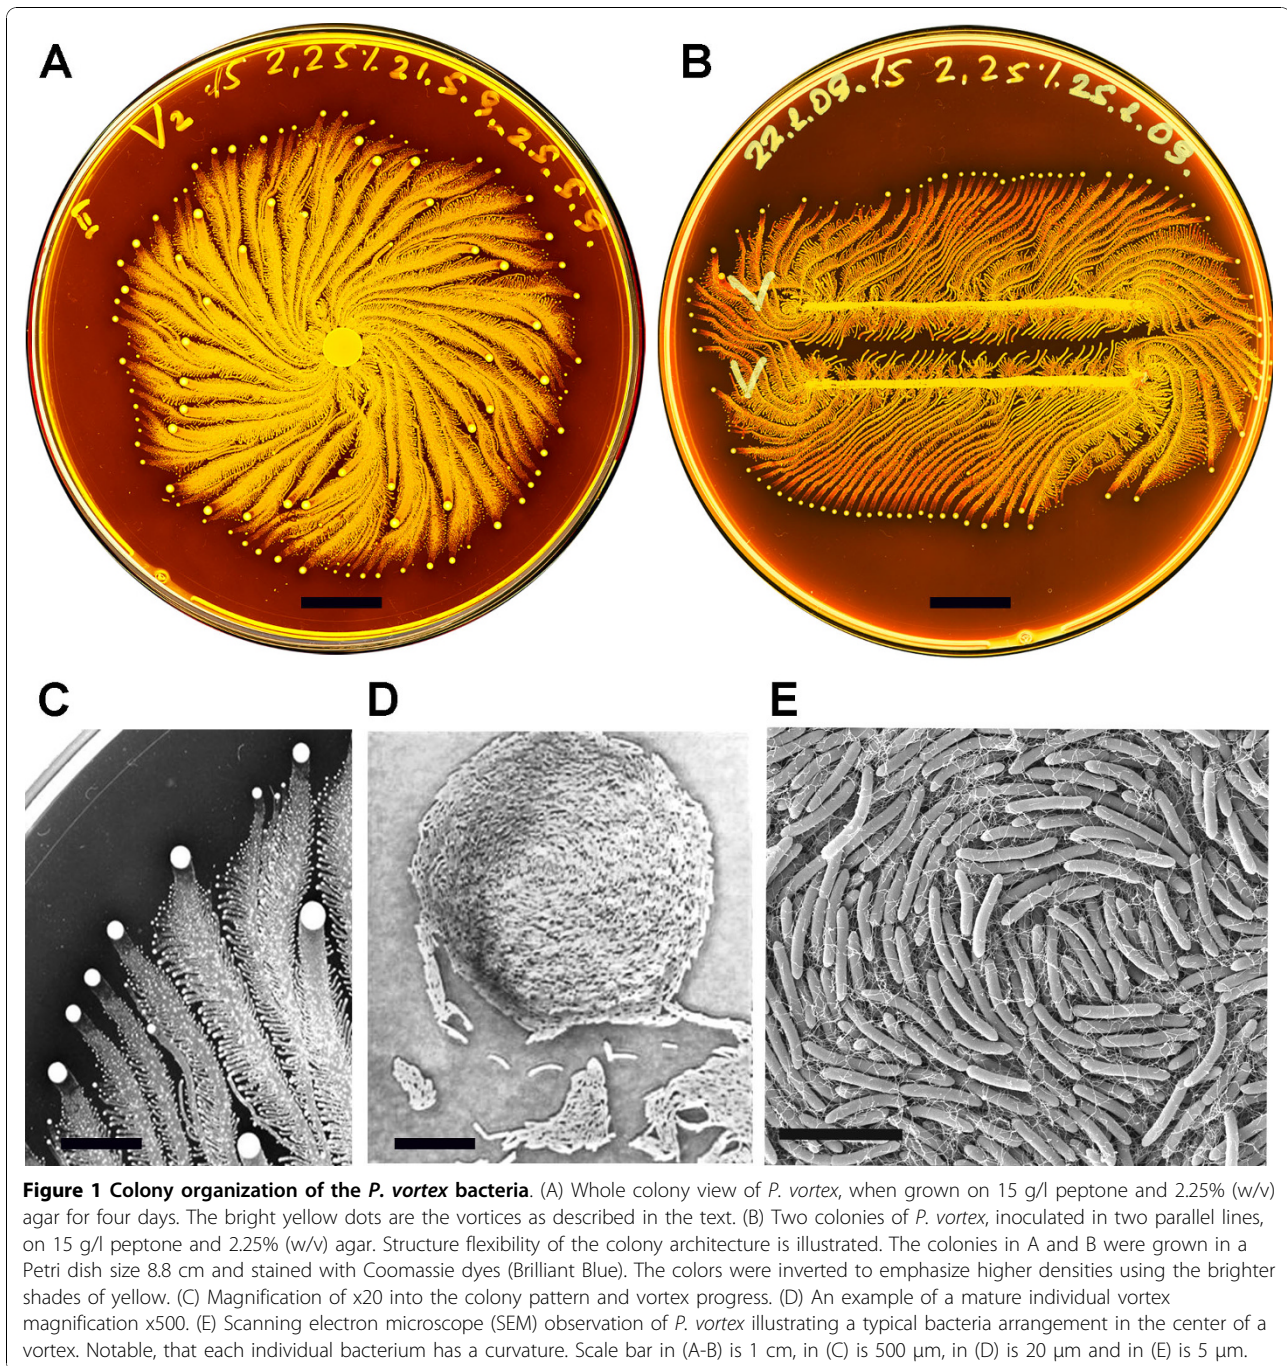 A
V2 15 2,25% 21.5.9-25.5.9.
B
22.2.09.15 2,25%.25.2.09.
V
V
C
D
E
Figure 1 Colony organization of the P. vortex bacteria. (A) Whole colony view of P. vortex, when grown on 15 g/l peptone and 2.25% (w/v)
agar for four days. The bright yellow dots are the vortices as described in the text. (B) Two colonies of P. vortex, inoculated in two parallel lines,
on 15 g/l peptone and 2.25% (w/v) agar. Structure flexibility of the colony architecture is illustrated. The colonies in A and B were grown in a
Petri dish size 8.8 cm and stained with Coomassie dyes (Brilliant Blue). The colors were inverted to emphasize higher densities using the brighter
shades of yellow. (C) Magnification of x20 into the colony pattern and vortex progress. (D) An example of a mature individual vortex
magnification x500. (E) Scanning electron microscope (SEM) observation of P. vortex illustrating a typical bacteria arrangement in the center of a
vortex. Notable, that each individual bacterium has a curvature. Scale bar in (A-B) is 1 cm, in (C) is 500 μm, in (D) is 20 μm and in (E) is 5 μm.